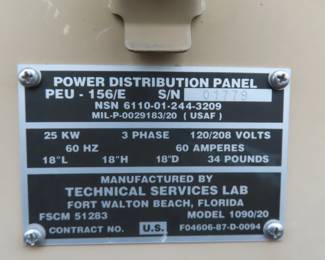 POWER DISTRIBUTION PANEL
PEU - 156/E S/N 01779
NSN 6110-01-244-3209
MIL-P-0029183/20 ( USAF )
25 KW 3 PHASE 120/208 VOLTS
60 HZ 60 AMPERES
18"L 18"H 18"D 34 POUNDS
MANUFACTURED BY
TECHNICAL SERVICES LAB
FORT WALTON BEACH, FLORIDA
FSCM 51283 MODEL 1090/20
CONTRACT NO. U.S. F04606-87-D-0094